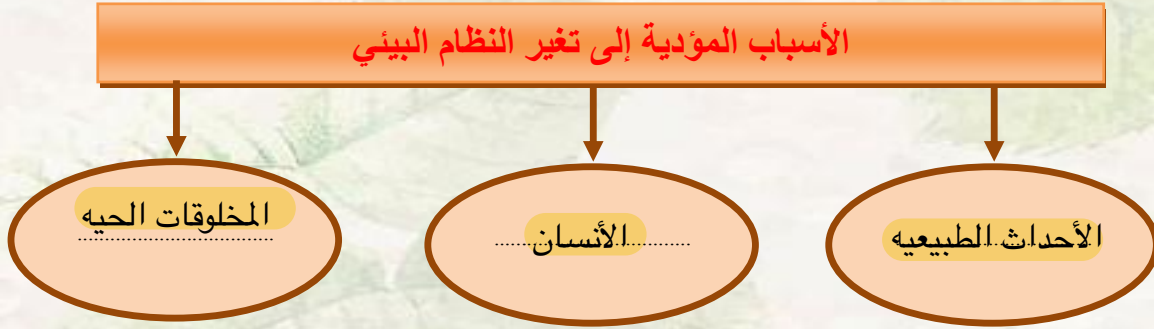 الأسباب المؤدية إلى تغير النظام البيئي
الأحداث الطبيعيه
الأنسان
المخلوقات الحيه